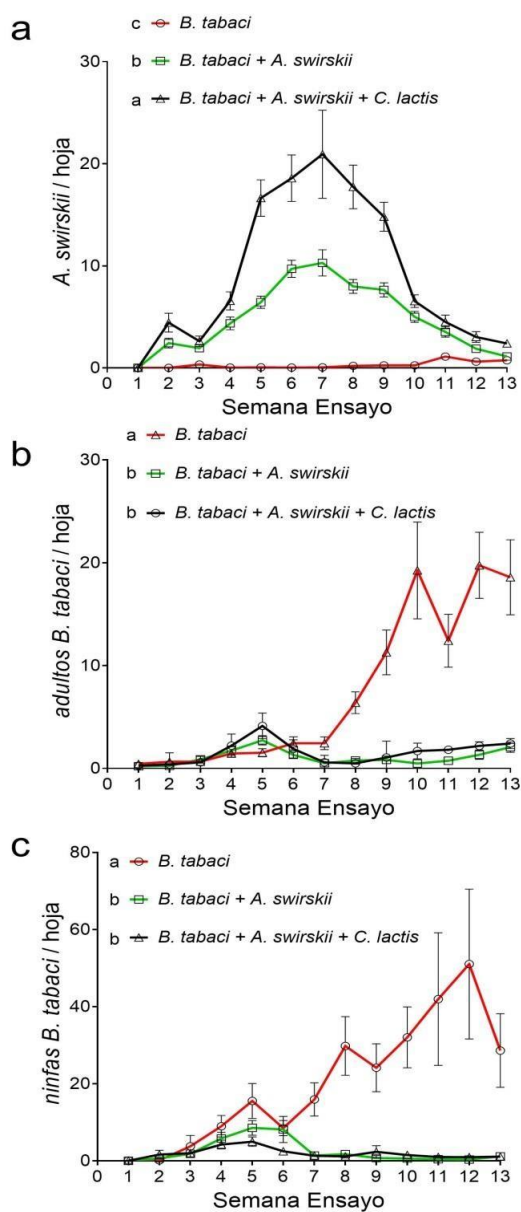 a
c B. tabaci
b B. tabaci + A. swirskii
a B. tabaci + A. swirskii + C. lactis
A. swirskii / hoja
30
20
10
0
0 1 2 3 4 5 6 7 8 9 10 11 12 13
Semana Ensayo
b
a B. tabaci
b B. tabaci + A. swirskii
b B. tabaci + A. swirskii + C. lactis
adultos B. tabaci / hoja
30
20
10
0
0 1 2 3 4 5 6 7 8 9 10 11 12 13
Semana Ensayo
c
a B. tabaci
b B. tabaci + A. swirskii
b B. tabaci + A. swirskii + C. lactis
ninfas B. tabaci / hoja
80
60
40
20
0
0 1 2 3 4 5 6 7 8 9 10 11 12 13
Semana Ensayo